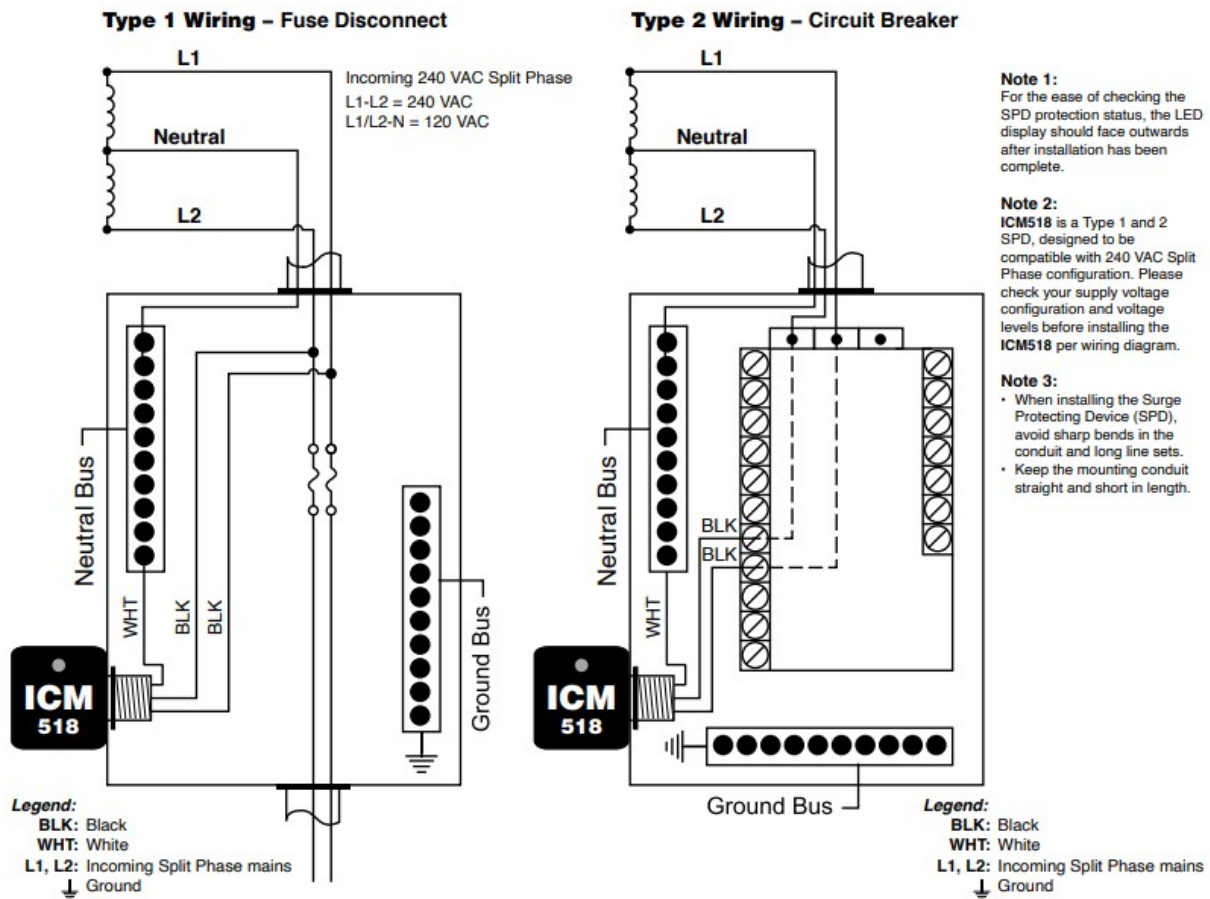 Type 1 Wiring – Fuse Disconnect
L1
Incoming 240 VAC Split Phase
L1-L2 = 240 VAC
L1/L2-N = 120 VAC
Neutral
L2
Neutral Bus
WHT
BLK
BLK
Ground Bus
ICM
518
Legend:
BLK: Black
WHT: White
L1, L2: Incoming Split Phase mains
Ground
Type 2 Wiring – Circuit Breaker
L1
Neutral
L2
Neutral Bus
BLK
BLK
WHT
ICM
518
Ground Bus
Legend:
BLK: Black
WHT: White
L1, L2: Incoming Split Phase mains
Ground
Note 1:
For the ease of checking the
SPD protection status, the LED
display should face outwards
after installation has been
complete.
Note 2:
ICM518 is a Type 1 and 2
SPD, designed to be
compatible with 240 VAC Split
Phase configuration. Please
check your supply voltage
configuration and voltage
levels before installing the
ICM518 per wiring diagram.
Note 3:
• When installing the Surge
Protecting Device (SPD),
avoid sharp bends in the
conduit and long line sets.
• Keep the mounting conduit
straight and short in length.